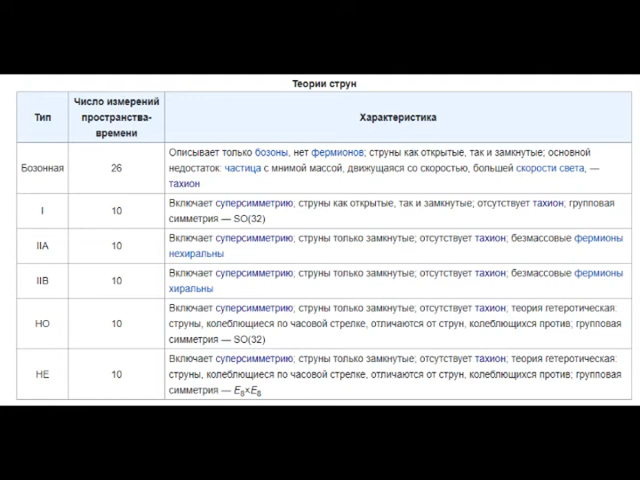 Теории струн
Тип
Число измерений
пространства-
времени
Характеристика
Бозонная
26
Описывает только бозоны, нет фермионов; струны как открытые, так и замкнутые; основной
недостаток: частица с мнимой массой, движущаяся со скоростью, большей скорости света, —
тахион
I
10
Включает суперсимметрию; струны как открытые, так и замкнутые; отсутствует тахион; групповая
симметрия — SO(32)
IIA
10
Включает суперсимметрию; струны только замкнутые; отсутствует тахион; безмассовые фермионы
нехиральны
IIB
10
Включает суперсимметрию; струны только замкнутые; отсутствует тахион; безмассовые фермионы
хиральны
HO
10
Включает суперсимметрию; струны только замкнутые; отсутствует тахион; теория гетеротическая:
струны, колеблющиеся по часовой стрелке, отличаются от струн, колеблющихся против; групповая
симметрия — SO(32)
HE
10
Включает суперсимметрию; струны только замкнутые; отсутствует тахион; теория гетеротическая:
струны, колеблющиеся по часовой стрелке, отличаются от струн, колеблющихся против; групповая
симметрия — E₈×E₈